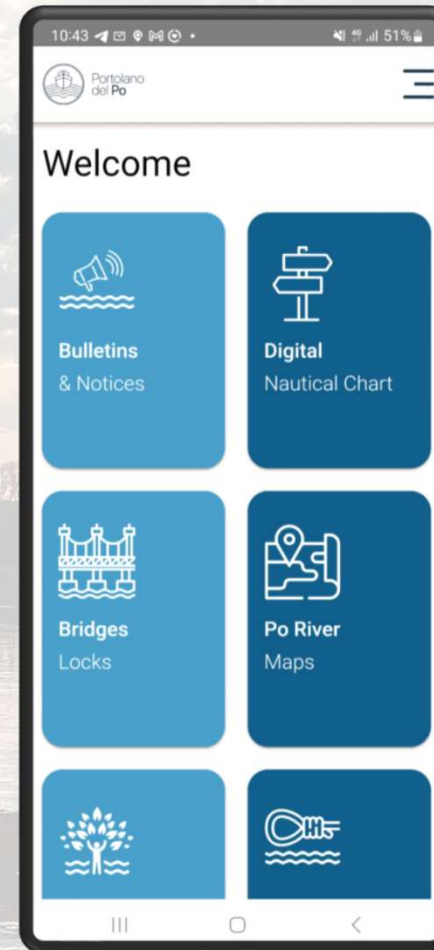 10:43
51%
Portolano
del Po
Welcome
Bulletins
& Notices
Digital
Nautical Chart
Bridges
Locks
Po River
Maps